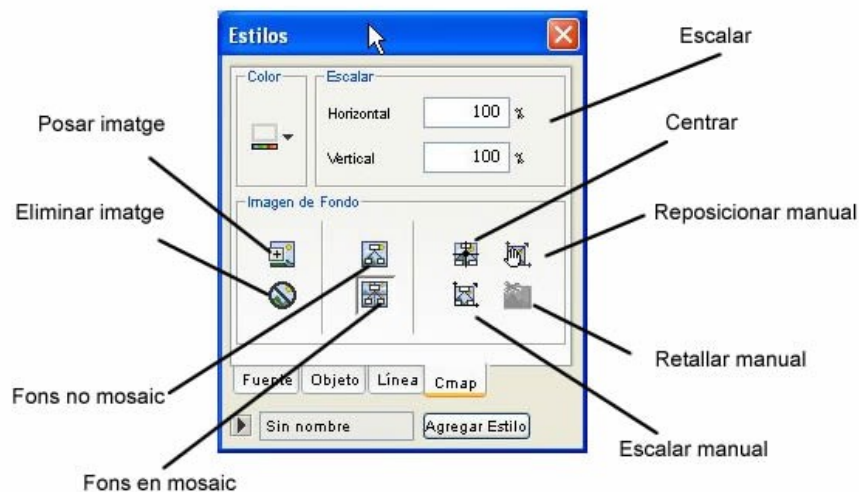 Estilos
Escalar
Color
Escalar
Horizontal
100 %
Centrar
Posar imatge
Vertical
100 %
Eliminar imatge
Imagen de Fondo
Reposicionar manual
Retallar manual
Fuente
Objeto
Línea
Cmap
Fons no mosaic
Sin nombre
Agregar Estilo
Escalar manual
Fons en mosaic